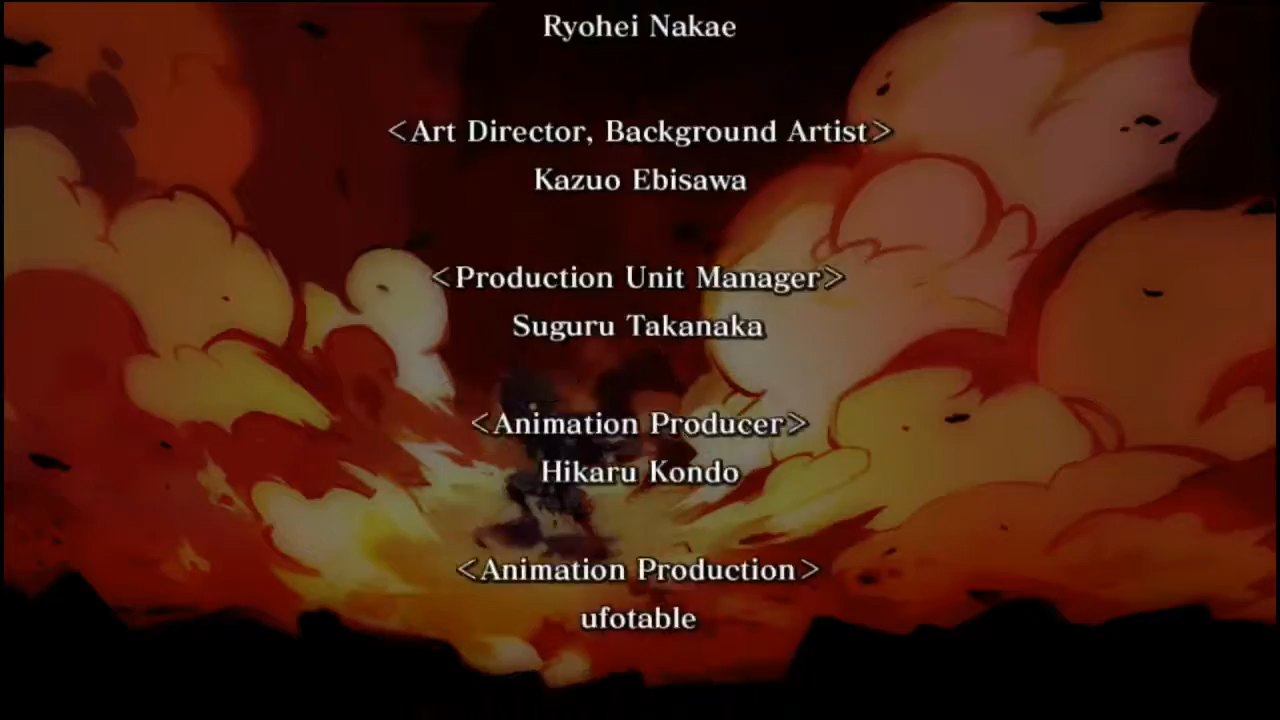 Ryohei Nakae
<Art Director, Background Artist>
Kazuo Ebisawa
<Production Unit Manager>
Suguru Takanaka
<Animation Producer>
Hikaru Kondo
<Animation Production>
ufotable